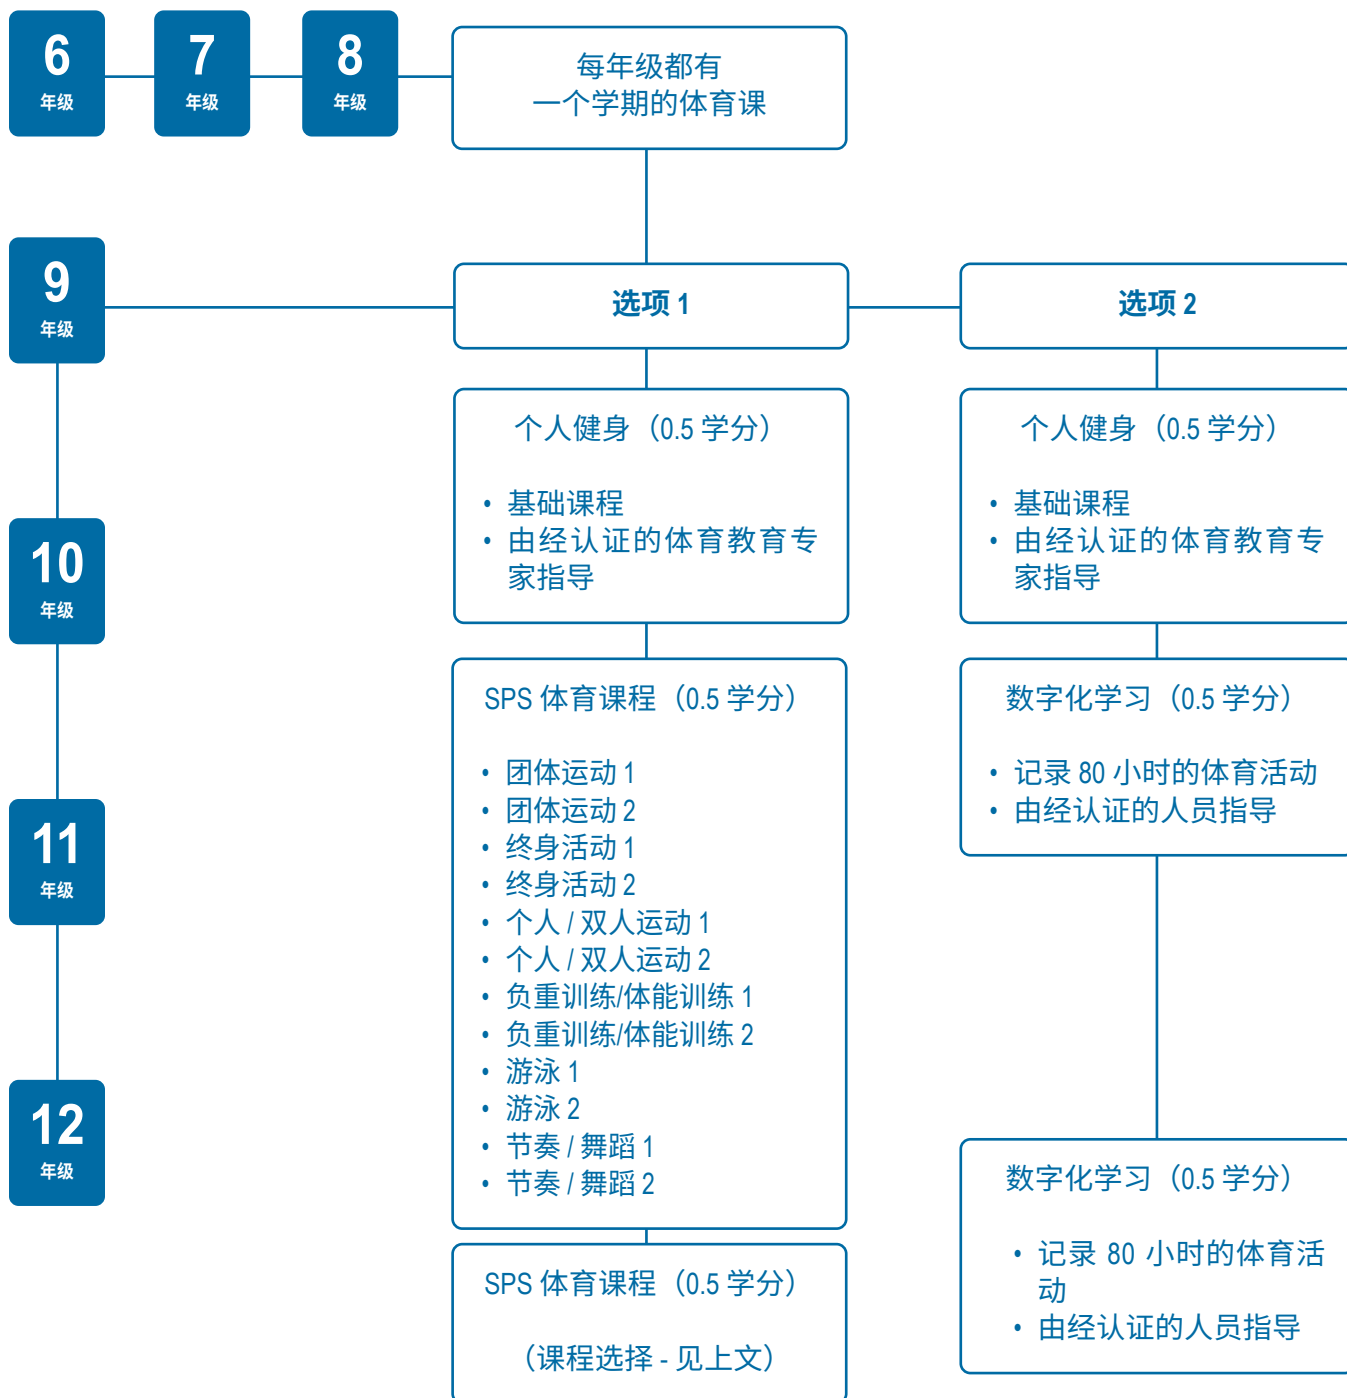 6
年级
7
年级
8
年级
每年级都有
一个学期的体育课
9
年级
选项 1
选项 2
个人健身（0.5 学分）
• 基础课程
• 由经认证的体育教育专
家指导
个人健身（0.5 学分）
• 基础课程
• 由经认证的体育教育专
家指导
10
年级
SPS 体育课程（0.5 学分）
• 团体运动 1
• 团体运动 2
• 终身活动 1
• 终身活动 2
• 个人 / 双人运动 1
• 个人 / 双人运动 2
• 负重训练/体能训练 1
• 负重训练/体能训练 2
• 游泳 1
• 游泳 2
• 节奏 / 舞蹈 1
• 节奏 / 舞蹈 2
数字化学习（0.5 学分）
• 记录 80 小时的体育活动
• 由经认证的人员指导
11
年级
12
年级
SPS 体育课程（0.5 学分）
（课程选择 - 见上文）
数字化学习（0.5 学分）
• 记录 80 小时的体育活
动
• 由经认证的人员指导